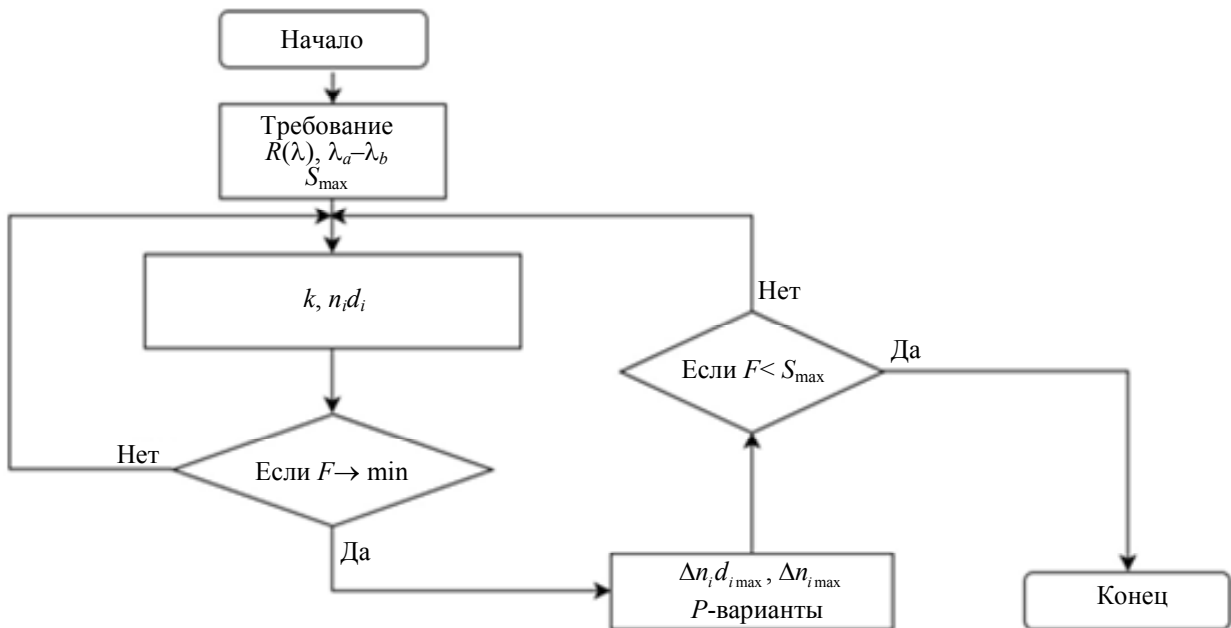 Начало
Требование
R(λ), λa–λb
Smax
k, nidi
Если F→ min
Нет
Да
Δnidi max, Δni max
P-варианты
Если F< Smax
Нет
Да
Конец